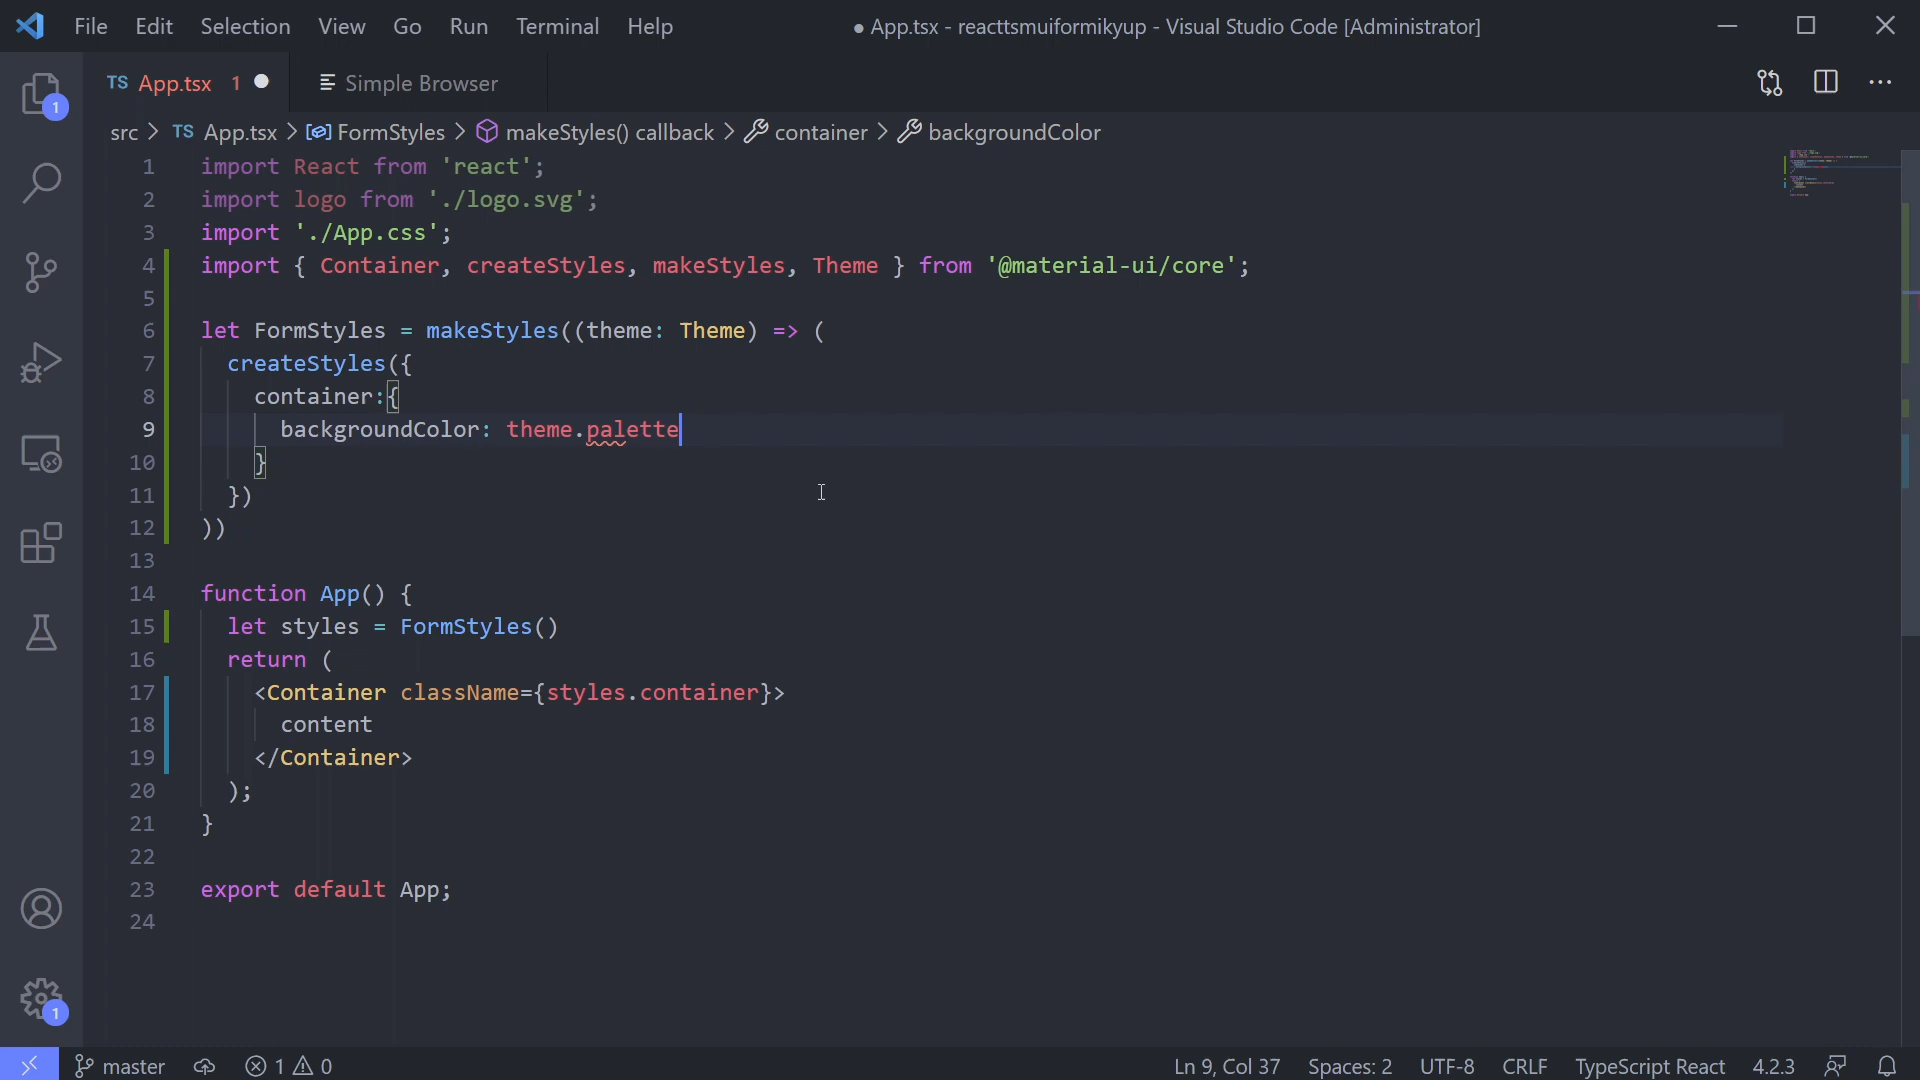 File Edit Selection View Go Run Terminal Help ● App.tsx - reacttsmuiformikyup - Visual Studio Code [Administrator]
TS App.tsx 1 ● Simple Browser
1
src > TS App.tsx > FormStyles > makeStyles() callback > container > backgroundColor
1 import React from 'react';
2 import logo from './logo.svg';
3 import './App.css';
4 import { Container, createStyles, makeStyles, Theme } from '@material-ui/core';
5
6 let FormStyles = makeStyles((theme: Theme) => (
7 createStyles({
8 container:{
9 backgroundColor: theme.palette
10 }
11 })
12 ))
13
14 function App() {
15 let styles = FormStyles()
16 return (
17 <Container className={styles.container}>
18 content
19 </Container>
20 );
21 }
22
23 export default App;
24
1
master 1 0 Ln 9, Col 37 Spaces: 2 UTF-8 CRLF TypeScript React 4.2.3